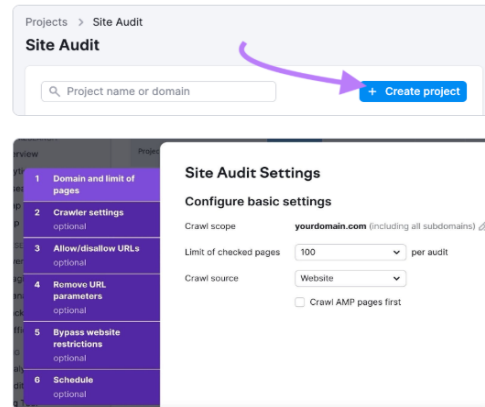 Projects > Site Audit
Site Audit
Project name or domain
+ Create project
Projec
1 Domain and limit of
pages
2 Crawler settings
optional
3 Allow/disallow URLs
optional
4 Remove URL
parameters
optional
5 Bypass website
restrictions
optional
6 Schedule
optional
Site Audit Settings
Configure basic settings
Crawl scope yourdomain.com (including all subdomains)
Limit of checked pages 100 per audit
Crawl source Website
Crawl AMP pages first